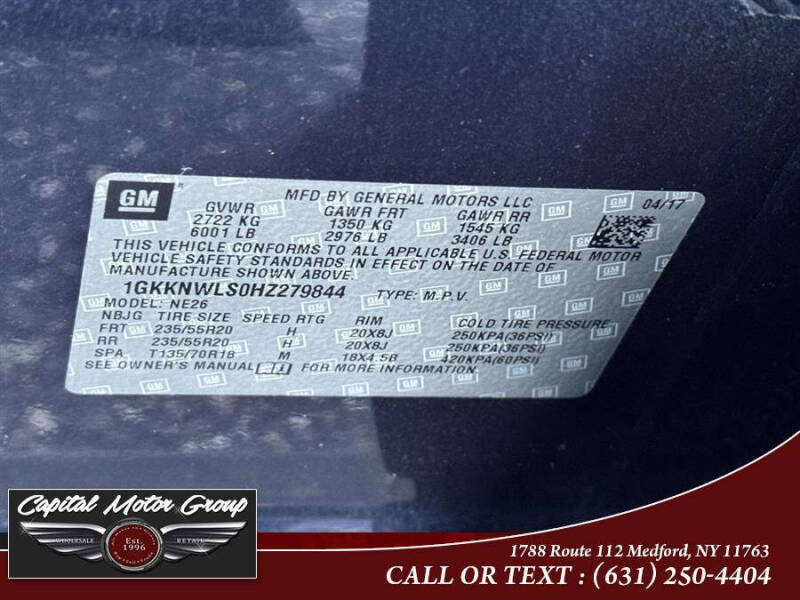 GM
MFD BY GENERAL MOTORS LLC
04/17
GVWR GAWR FRT GAWR RR
2722 KG 1350 KG 1545 KG
6001 LB 2976 LB 3406 LB
THIS VEHICLE CONFORMS TO ALL APPLICABLE U.S. FEDERAL MOTOR
VEHICLE SAFETY STANDARDS IN EFFECT ON THE DATE OF
MANUFACTURE SHOWN ABOVE.
1GKKNWLS0HZ279844 TYPE: M.P.V.
MODEL: NE26
NBJG TIRE SIZE SPEED RTG RIM COLD TIRE PRESSURE
FRT 235/55R20 H 20X8J 250KPA(36PSI)
RR 235/55R20 H 20X8J 250KPA(36PSI)
SPA T135/70R18 M 18X4.5B 420KPA(60PSI)
SEE OWNER'S MANUAL FOR MORE INFORMATION.
Capital Motor Group
WHOLESALE Est. 1996 RETAIL
1788 Route 112 Medford, NY 11763
CALL OR TEXT : (631) 250-4404